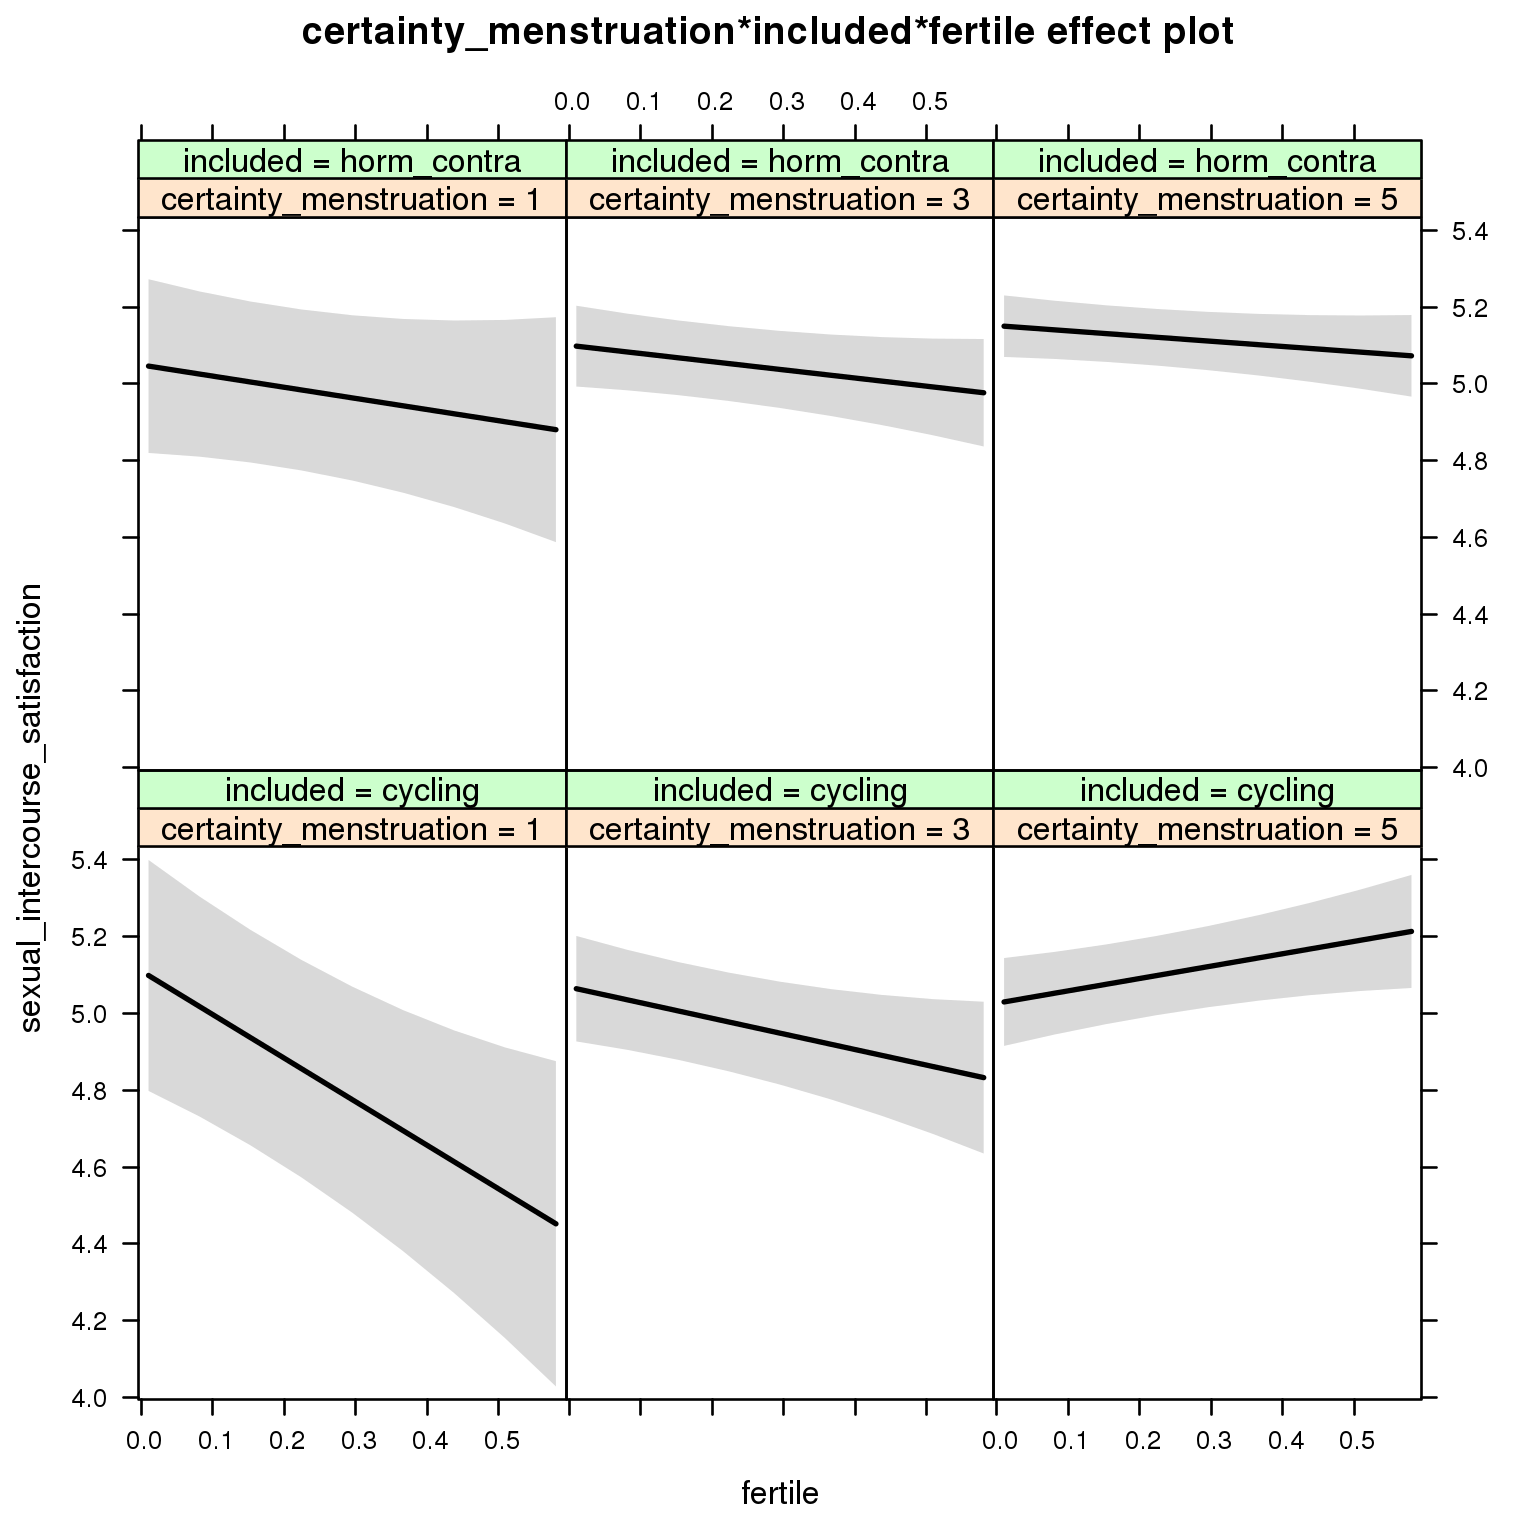 certainty_menstruation*included*fertile effect plot
0.0 0.1 0.2 0.3 0.4 0.5
included = horm_contra included = horm_contra included = horm_contra
certainty_menstruation = 1 certainty_menstruation = 3 certainty_menstruation = 5
5.4
5.2
5.0
4.8
4.6
4.4
4.2
4.0
sexual_intercourse_satisfaction
included = cycling included = cycling included = cycling
certainty_menstruation = 1 certainty_menstruation = 3 certainty_menstruation = 5
5.4
5.2
5.0
4.8
4.6
4.4
4.2
4.0
0.0 0.1 0.2 0.3 0.4 0.5 0.0 0.1 0.2 0.3 0.4 0.5
fertile